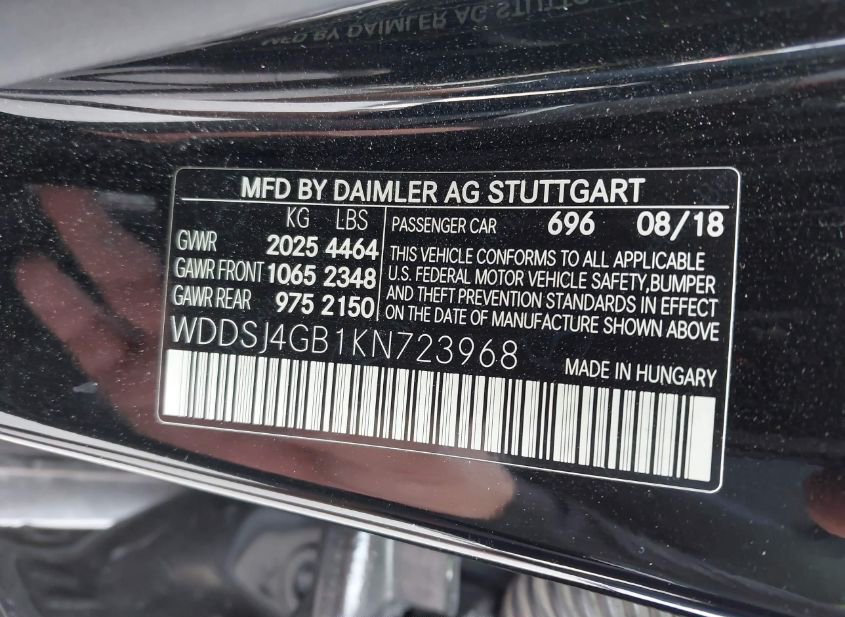 MFD BY DAIMLER AG STUTTGART
KG LBS
GVWR 2025 4464
GAWR FRONT 1065 2348
GAWR REAR 975 2150
PASSENGER CAR 696 08/18
THIS VEHICLE CONFORMS TO ALL APPLICABLE
U.S. FEDERAL MOTOR VEHICLE SAFETY, BUMPER
AND THEFT PREVENTION STANDARDS IN EFFECT
ON THE DATE OF MANUFACTURE SHOWN ABOVE
WDDSJ4GB1KN723968
MADE IN HUNGARY